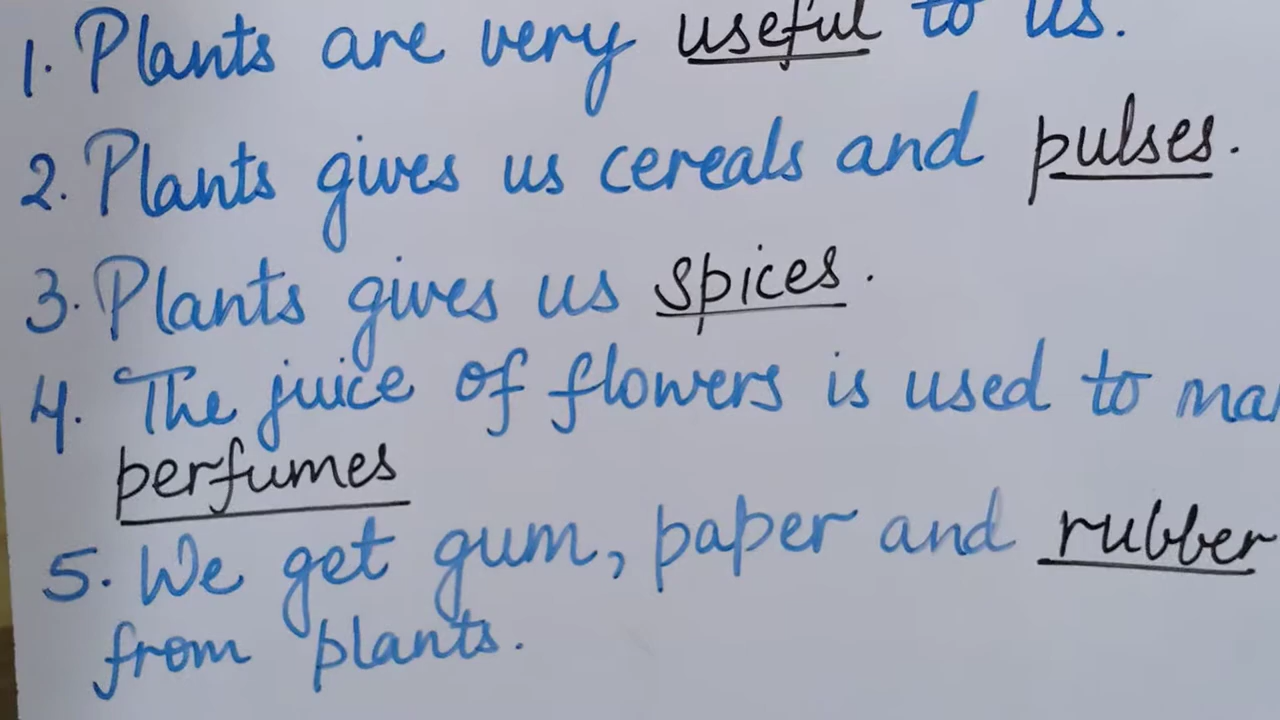 1. Plants are very useful to us.
2. Plants gives us cereals and pulses.
3. Plants gives us spices.
4. The juice of flowers is used to
perfumes
5. We get gum, paper and rubber
from plants.